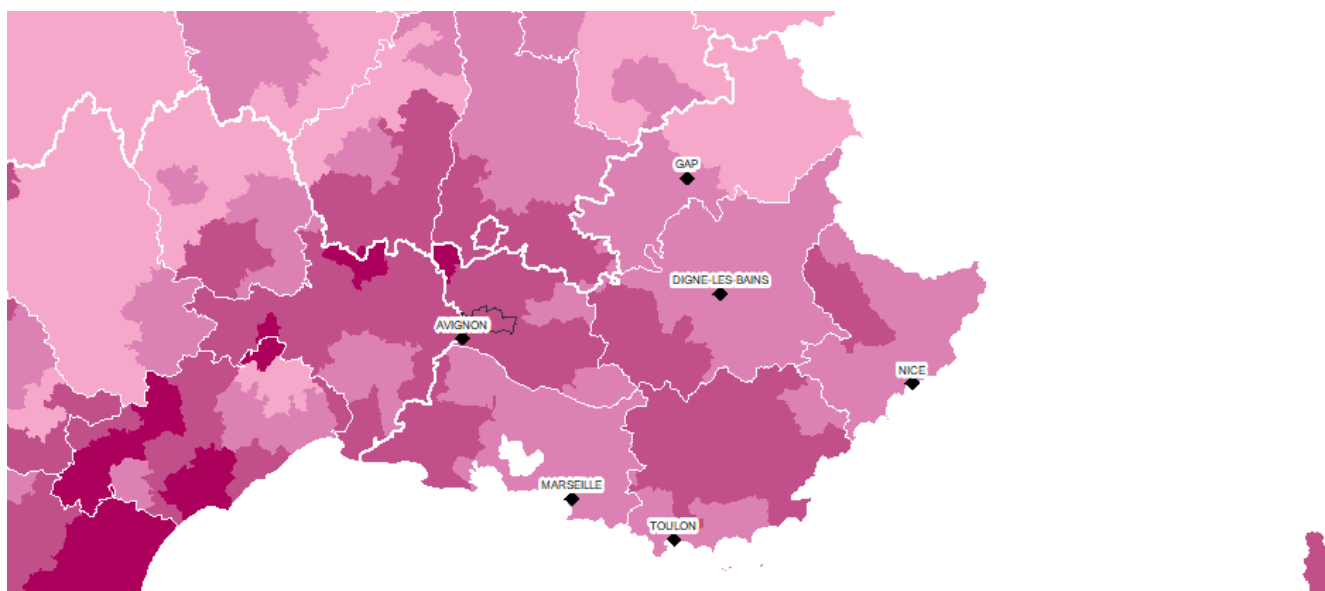 GAP
DIGNE-LES-BAINS
AVIGNON
NICE
MARSEILLE
TOULON